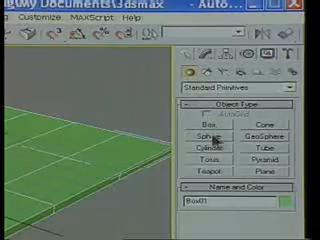 \My Documents\3dsmax - Auto...
Customize MAXScript Help
Standard Primitives
- Object Type
AutoGrid
Box Cone
Sphere GeoSphere
Cylinder Tube
Torus Pyramid
Teapot Plane
- Name and Color
Box01